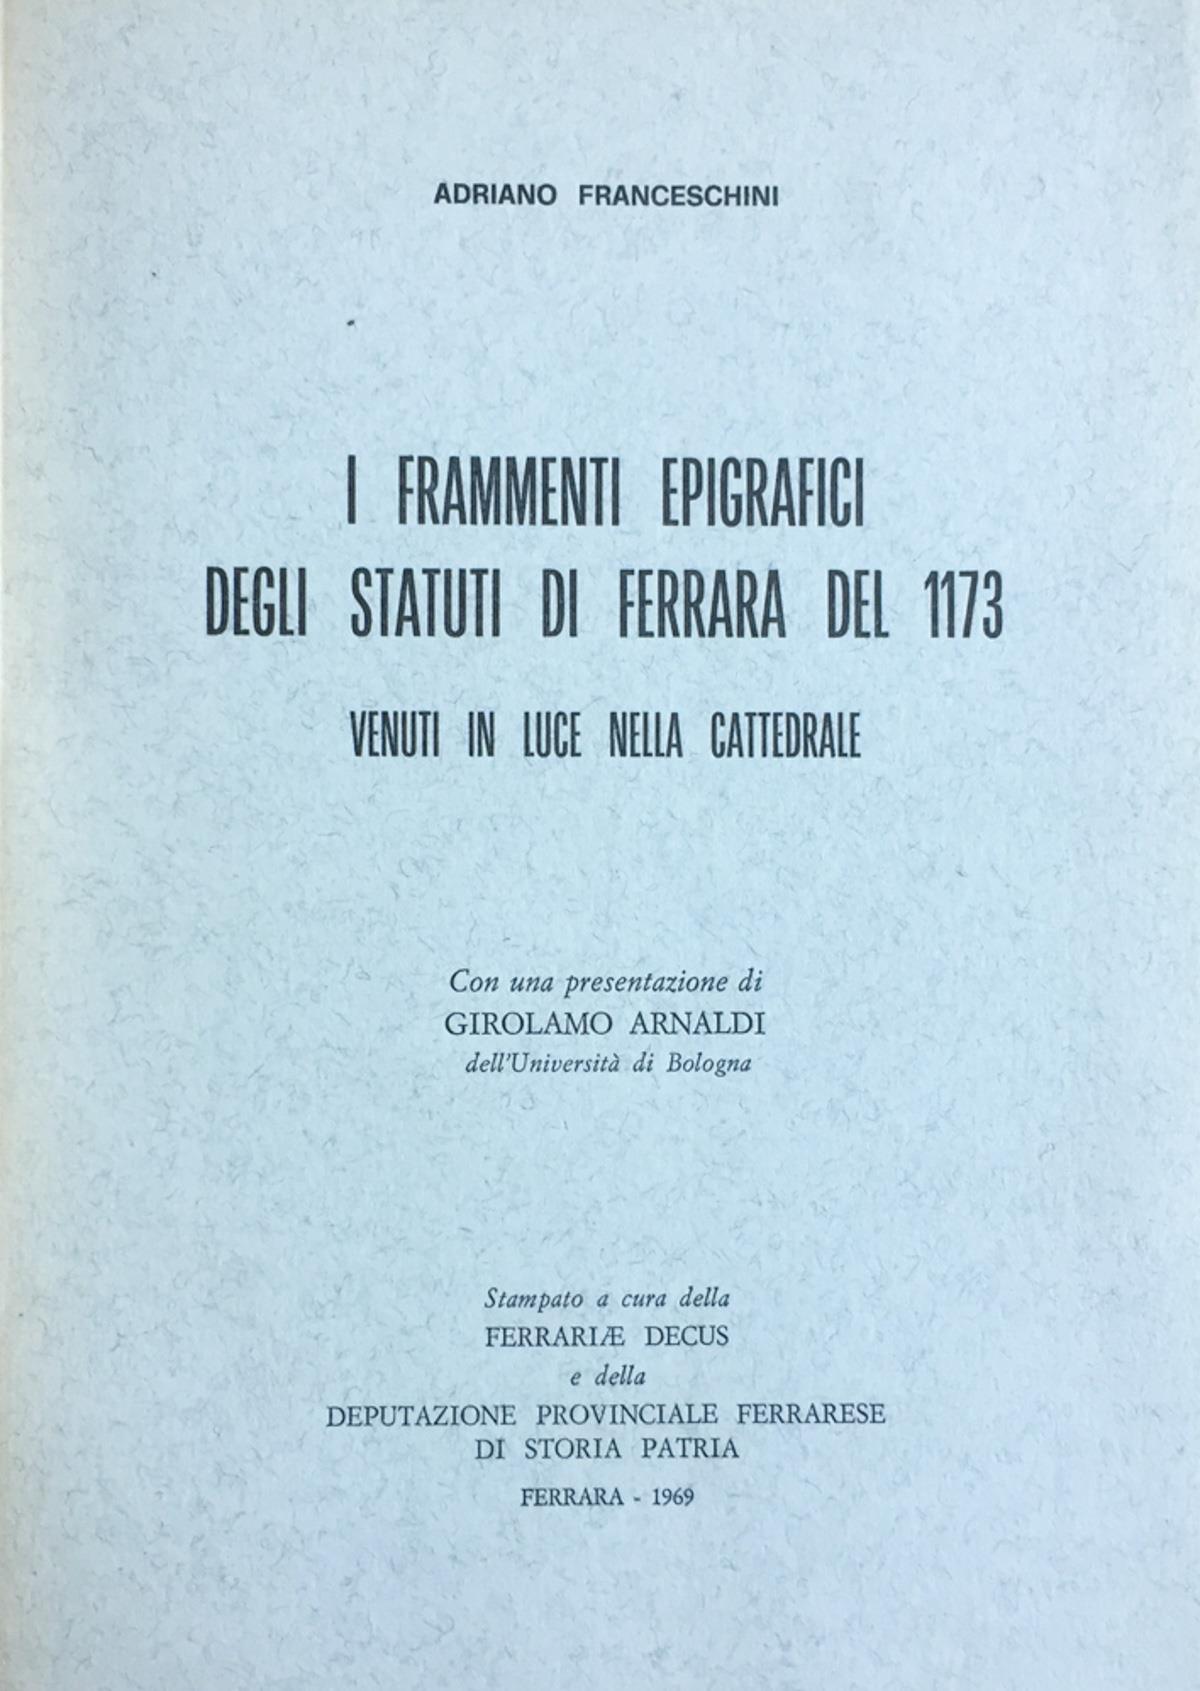 ADRIANO FRANCESCHINI
I FRAMMENTI EPIGRAFICI
DEGLI STATUTI DI FERRARA DEL 1173
VENUTI IN LUCE NELLA CATTEDRALE
Con una presentazione di
GIROLAMO ARNALDI
dell'Università di Bologna
Stampato a cura della
FERRARIÆ DECUS
e della
DEPUTAZIONE PROVINCIALE FERRARESE
DI STORIA PATRIA
FERRARA - 1969